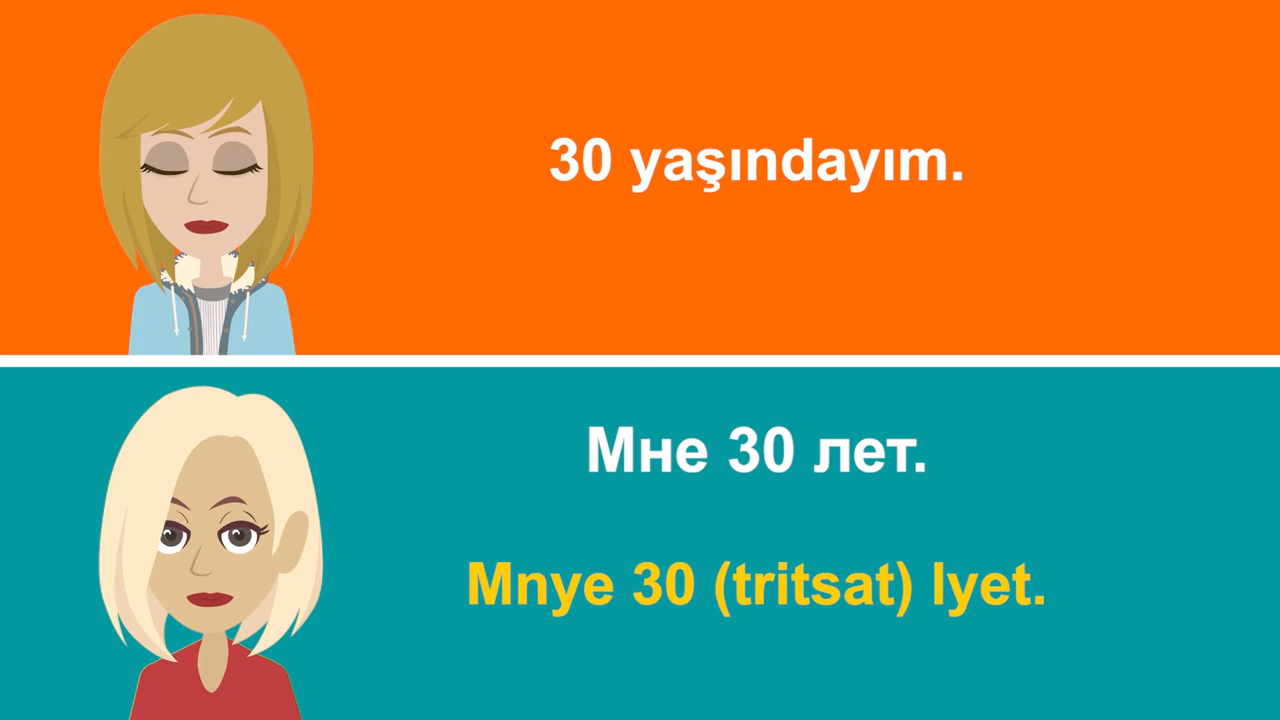 30 yaşındayım.
Мне 30 лет.
Mnye 30 (tritsat) lyet.